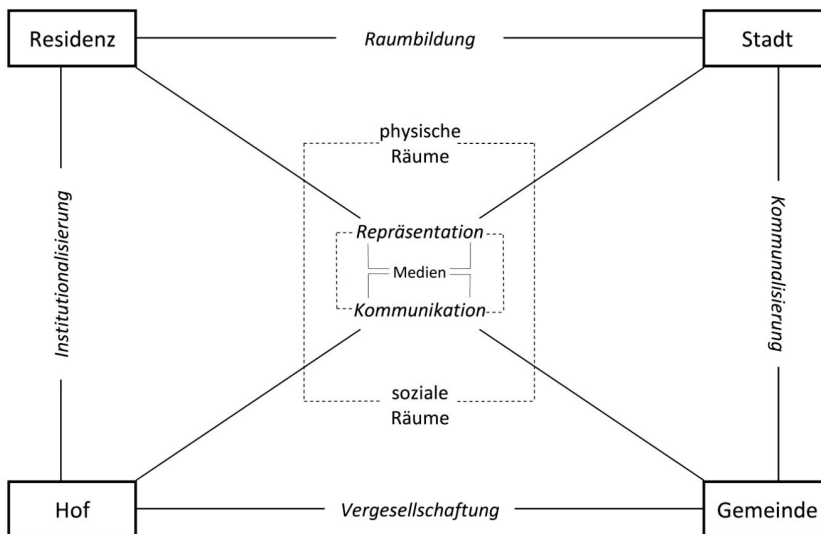 Residenz
Raumbildung
Stadt
physische
Räume
Institutionalisierung
Repräsentation
Medien
Kommunikation
Kommunalisierung
soziale
Räume
Hof
Vergesellschaftung
Gemeinde